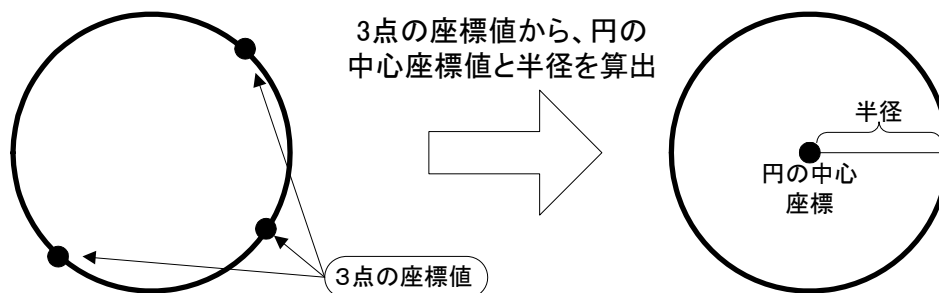 3点の座標値から、円の
中心座標値と半径を算出
半径
円の中心
座標
3点の座標値